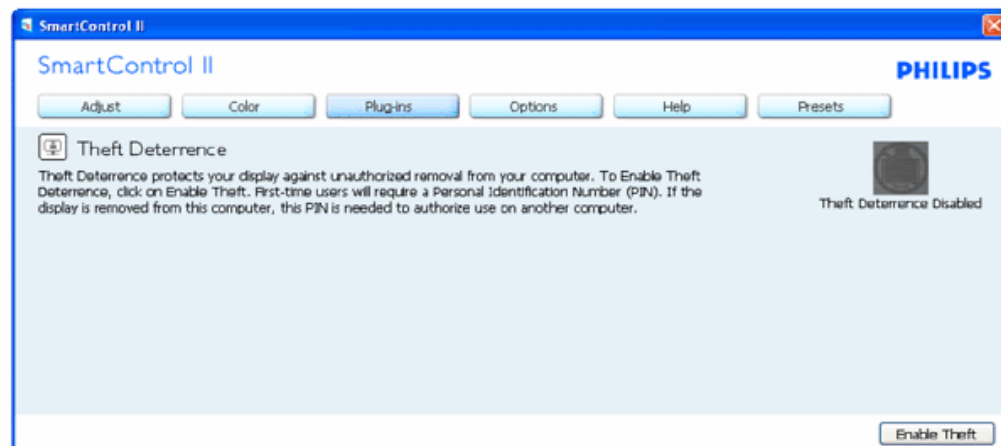 SmartControl II
SmartControl II
PHILIPS
Adjust
Color
Plug-ins
Options
Help
Presets
Theft Deterrence
Theft Deterrence protects your display against unauthorized removal from your computer. To Enable Theft
Deterrence, click on Enable Theft. First-time users will require a Personal Identification Number (PIN). If the
display is removed from this computer, this PIN is needed to authorize use on another computer.
Theft Deterrence Disabled
Enable Theft